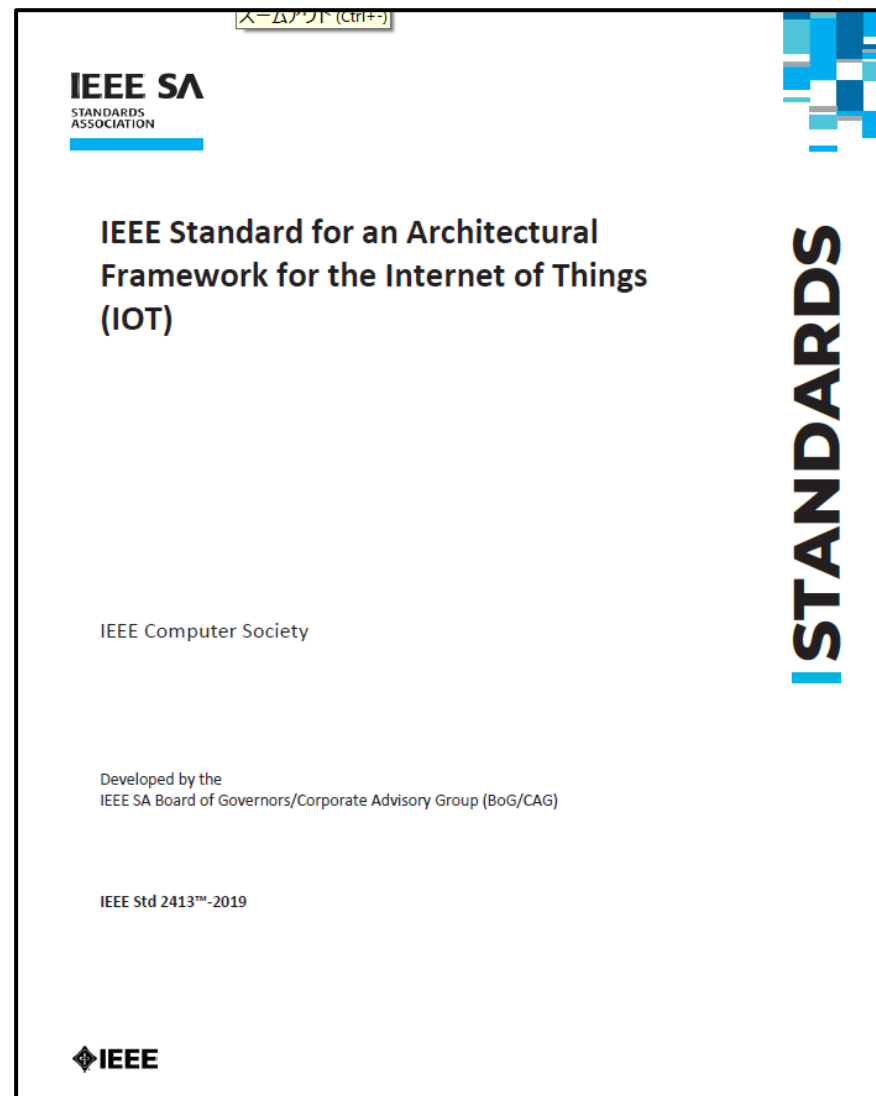 ズームアウト (Ctrl+-)
IEEE SA
STANDARDS
ASSOCIATION
IEEE Standard for an Architectural
Framework for the Internet of Things
(IOT)
STANDARDS
IEEE Computer Society
Developed by the
IEEE SA Board of Governors/Corporate Advisory Group (BoG/CAG)
IEEE Std 2413™-2019
IEEE